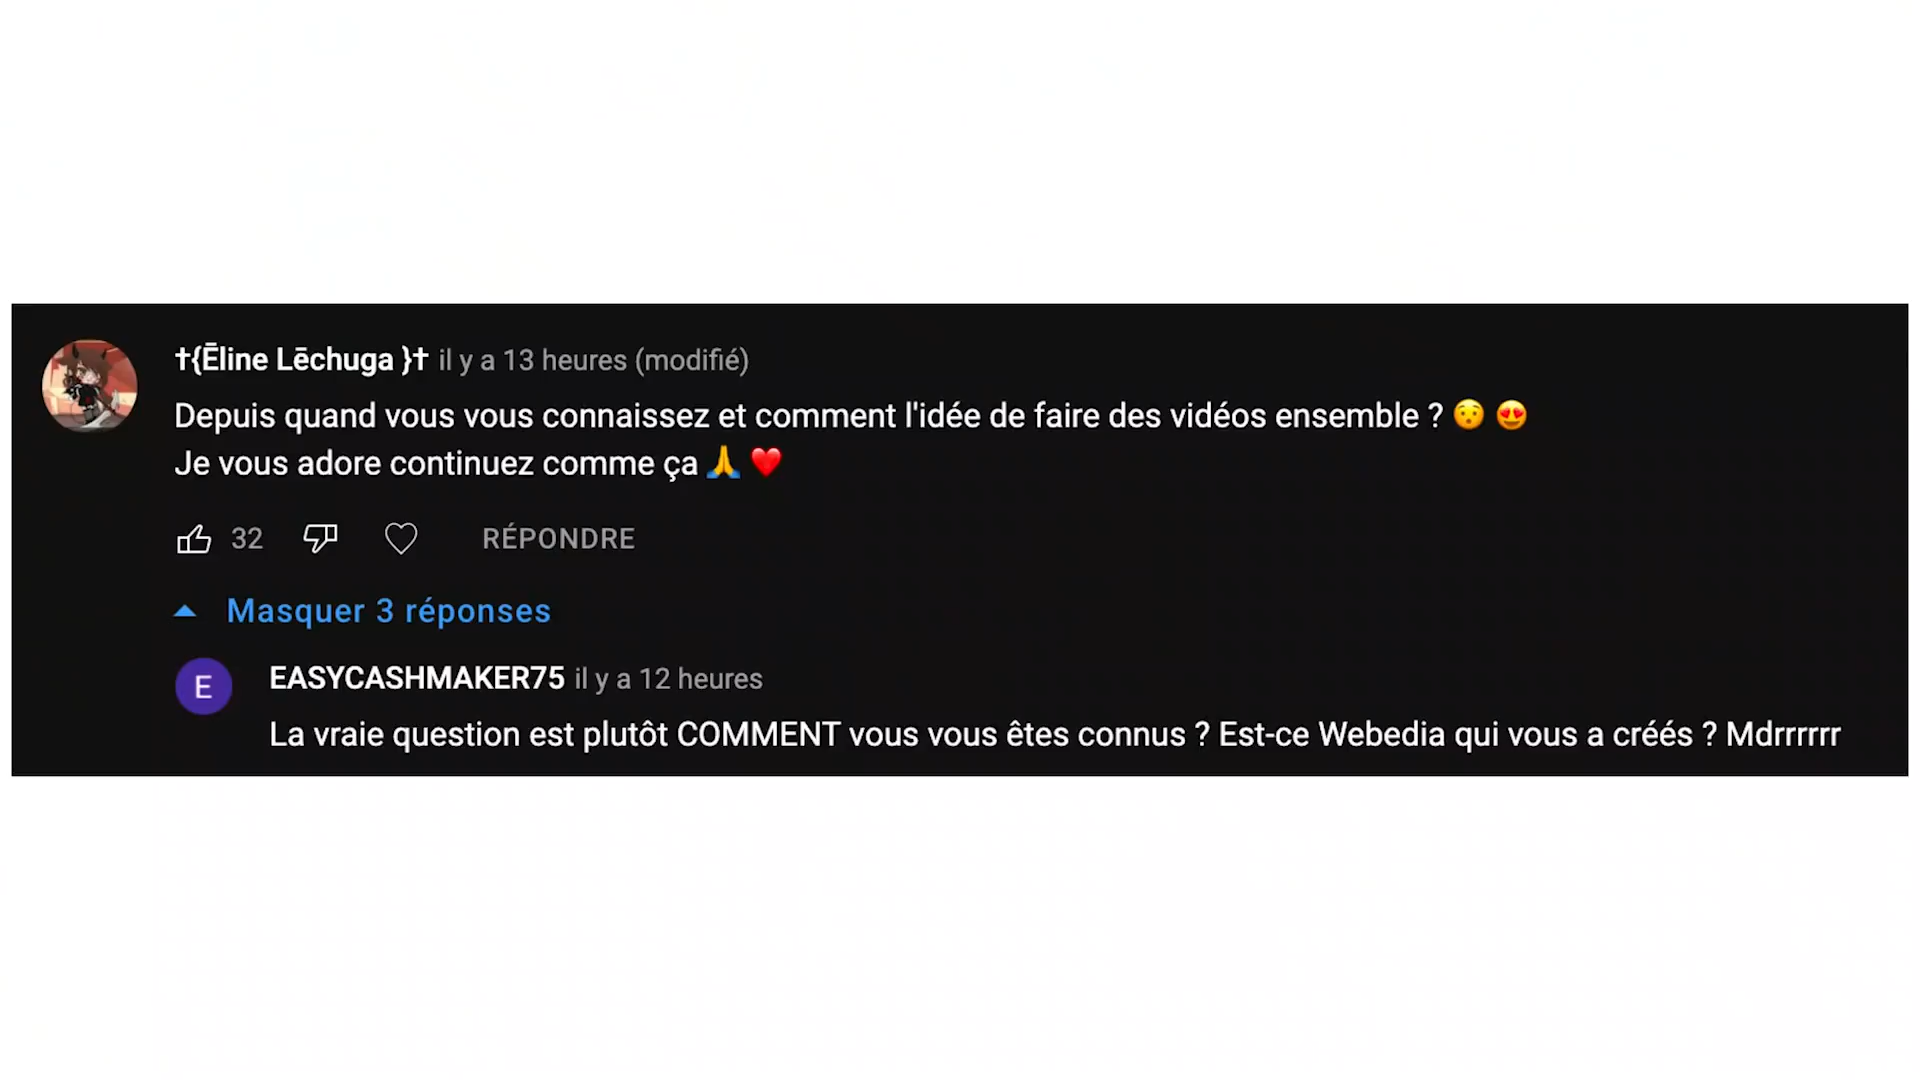 †{Ēline Lēchuga }† il y a 13 heures (modifié)
Depuis quand vous vous connaissez et comment l'idée de faire des vidéos ensemble ? 😯 😍
Je vous adore continuez comme ça 🙏 ❤️
32 RÉPONDRE
Masquer 3 réponses
E
EASYCASHMAKER75 il y a 12 heures
La vraie question est plutôt COMMENT vous vous êtes connus ? Est-ce Webedia qui vous a créés ? Mdrrrrrr